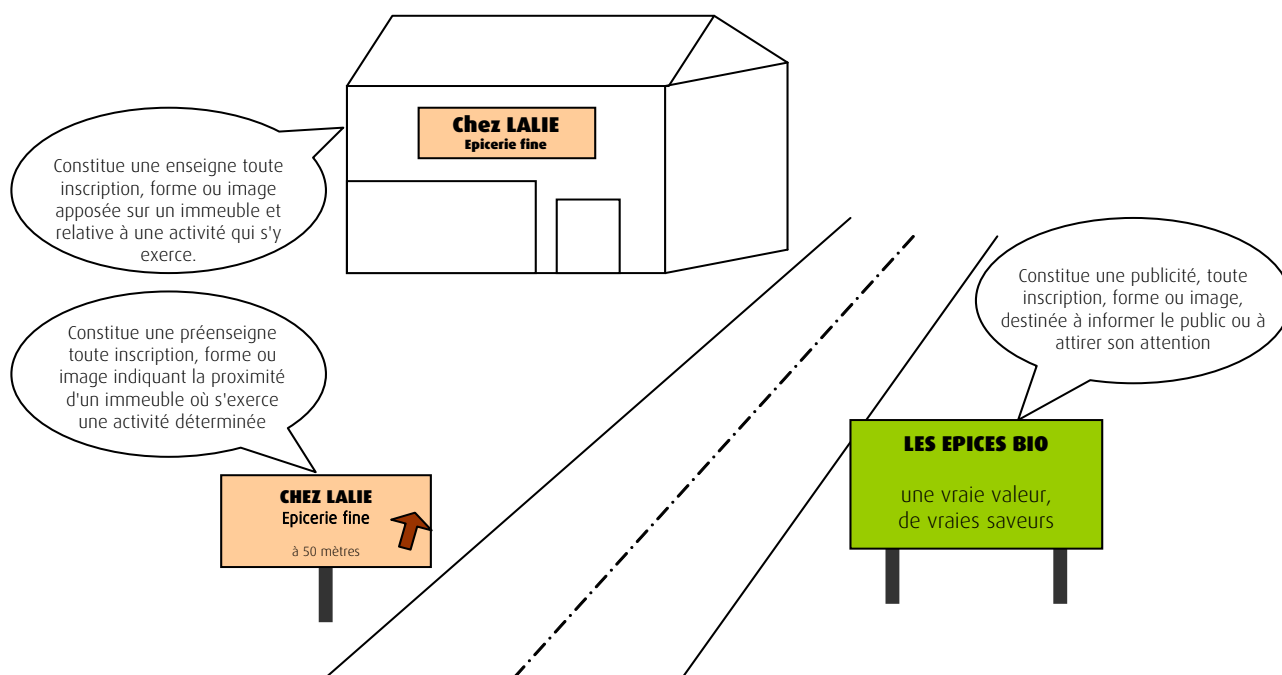 Chez LALIE
Epicerie fine
Constitue une enseigne toute
inscription, forme ou image
apposée sur un immeuble et
relative à une activité qui s'y
exerce.
Constitue une préenseigne
toute inscription, forme ou
image indiquant la proximité
d'un immeuble où s'exerce
une activité déterminée
Constitue une publicité, toute
inscription, forme ou image,
destinée à informer le public ou à
attirer son attention
CHEZ LALIE
Epicerie fine
à 50 mètres
LES EPICES BIO
une vraie valeur,
de vraies saveurs